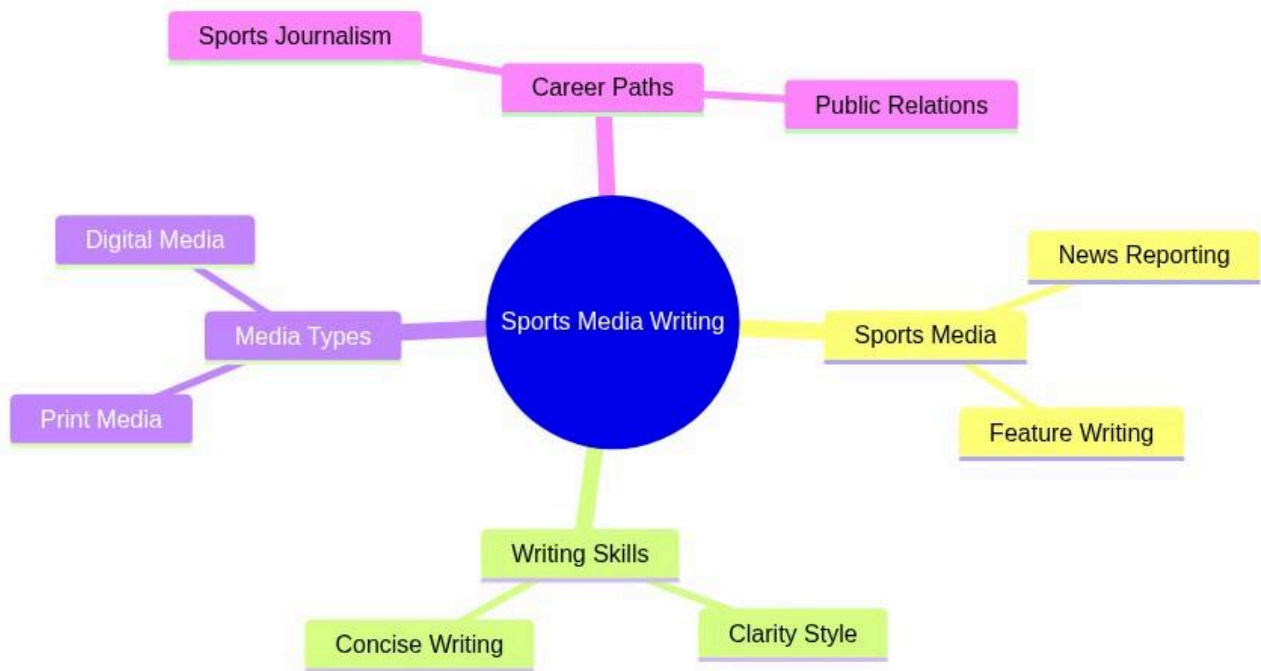 Sports Journalism
Career Paths
Public Relations
Digital Media
News Reporting
Media Types
Sports Media Writing
Sports Media
Print Media
Feature Writing
Writing Skills
Concise Writing
Clarity Style